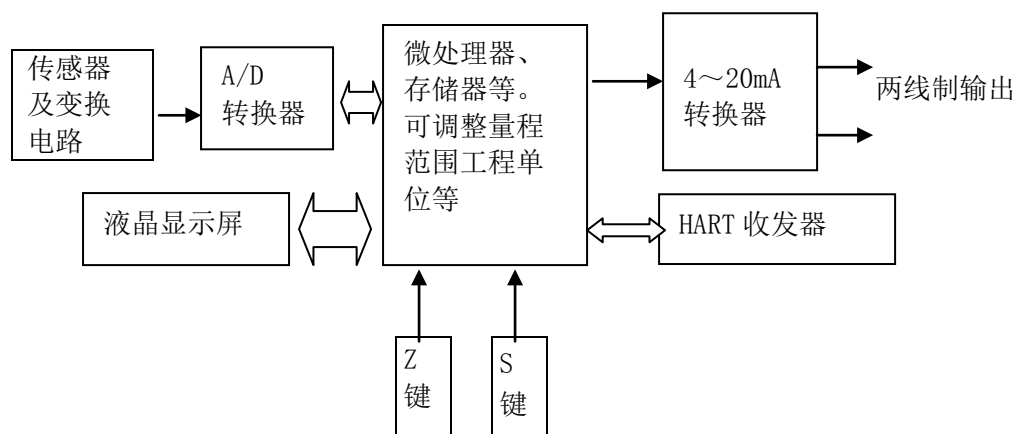 传感器
及变换
电路
A/D
转换器
微处理器、
存储器等。
可调整量程
范围工程单
位等
4～20mA
转换器
两线制输出
液晶显示屏
HART 收发器
Z
键
S
键